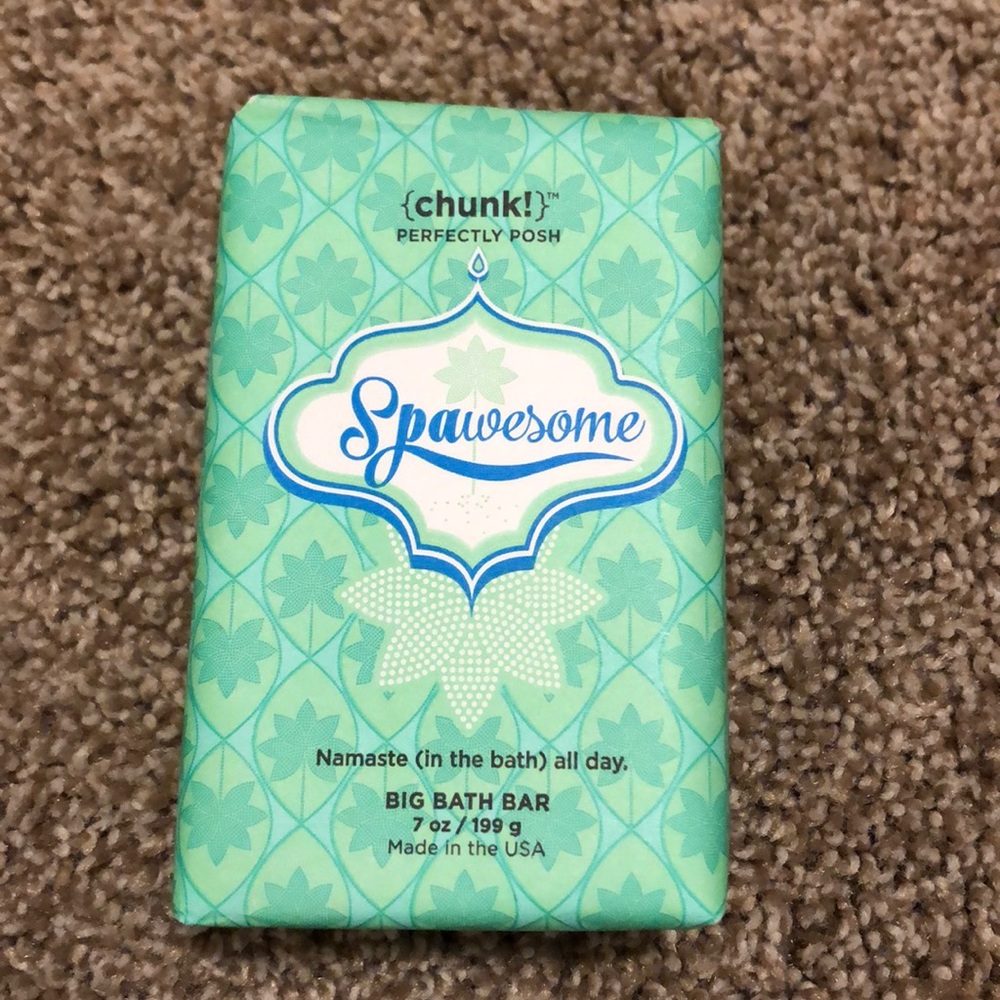 {chunk!}™
PERFECTLY POSH
Spawesome
Namaste (in the bath) all day.
BIG BATH BAR
7 oz / 199 g
Made in the USA